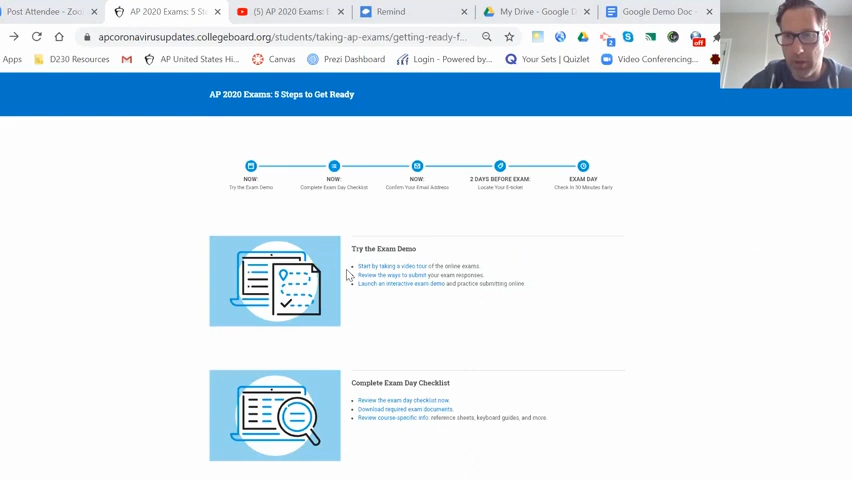 Post Attendee - Zoo
AP 2020 Exams: 5 St
(5) AP 2020 Exams: E
Remind
My Drive - Google D
Google Demo Doc -
apcoronavirusupdates.collegeboard.org/students/taking-ap-exams/getting-ready-f...
2
off
Apps
D230 Resources
AP United States Hi...
Canvas
Prezi Dashboard
Login - Powered by...
Your Sets | Quizlet
Video Conferencing...
AP 2020 Exams: 5 Steps to Get Ready
NOW:
Try the Exam Demo
NOW:
Complete Exam Day Checklist
NOW:
Confirm Your Email Address
2 DAYS BEFORE EXAM:
Locate Your E-ticket
EXAM DAY
Check In 30 Minutes Early
Try the Exam Demo
Start by taking a video tour of the online exams.
Review the ways to submit your exam responses.
Launch an interactive exam demo and practice submitting online.
Complete Exam Day Checklist
Review the exam day checklist now.
Download required exam documents.
Review course-specific info: reference sheets, keyboard guides, and more.